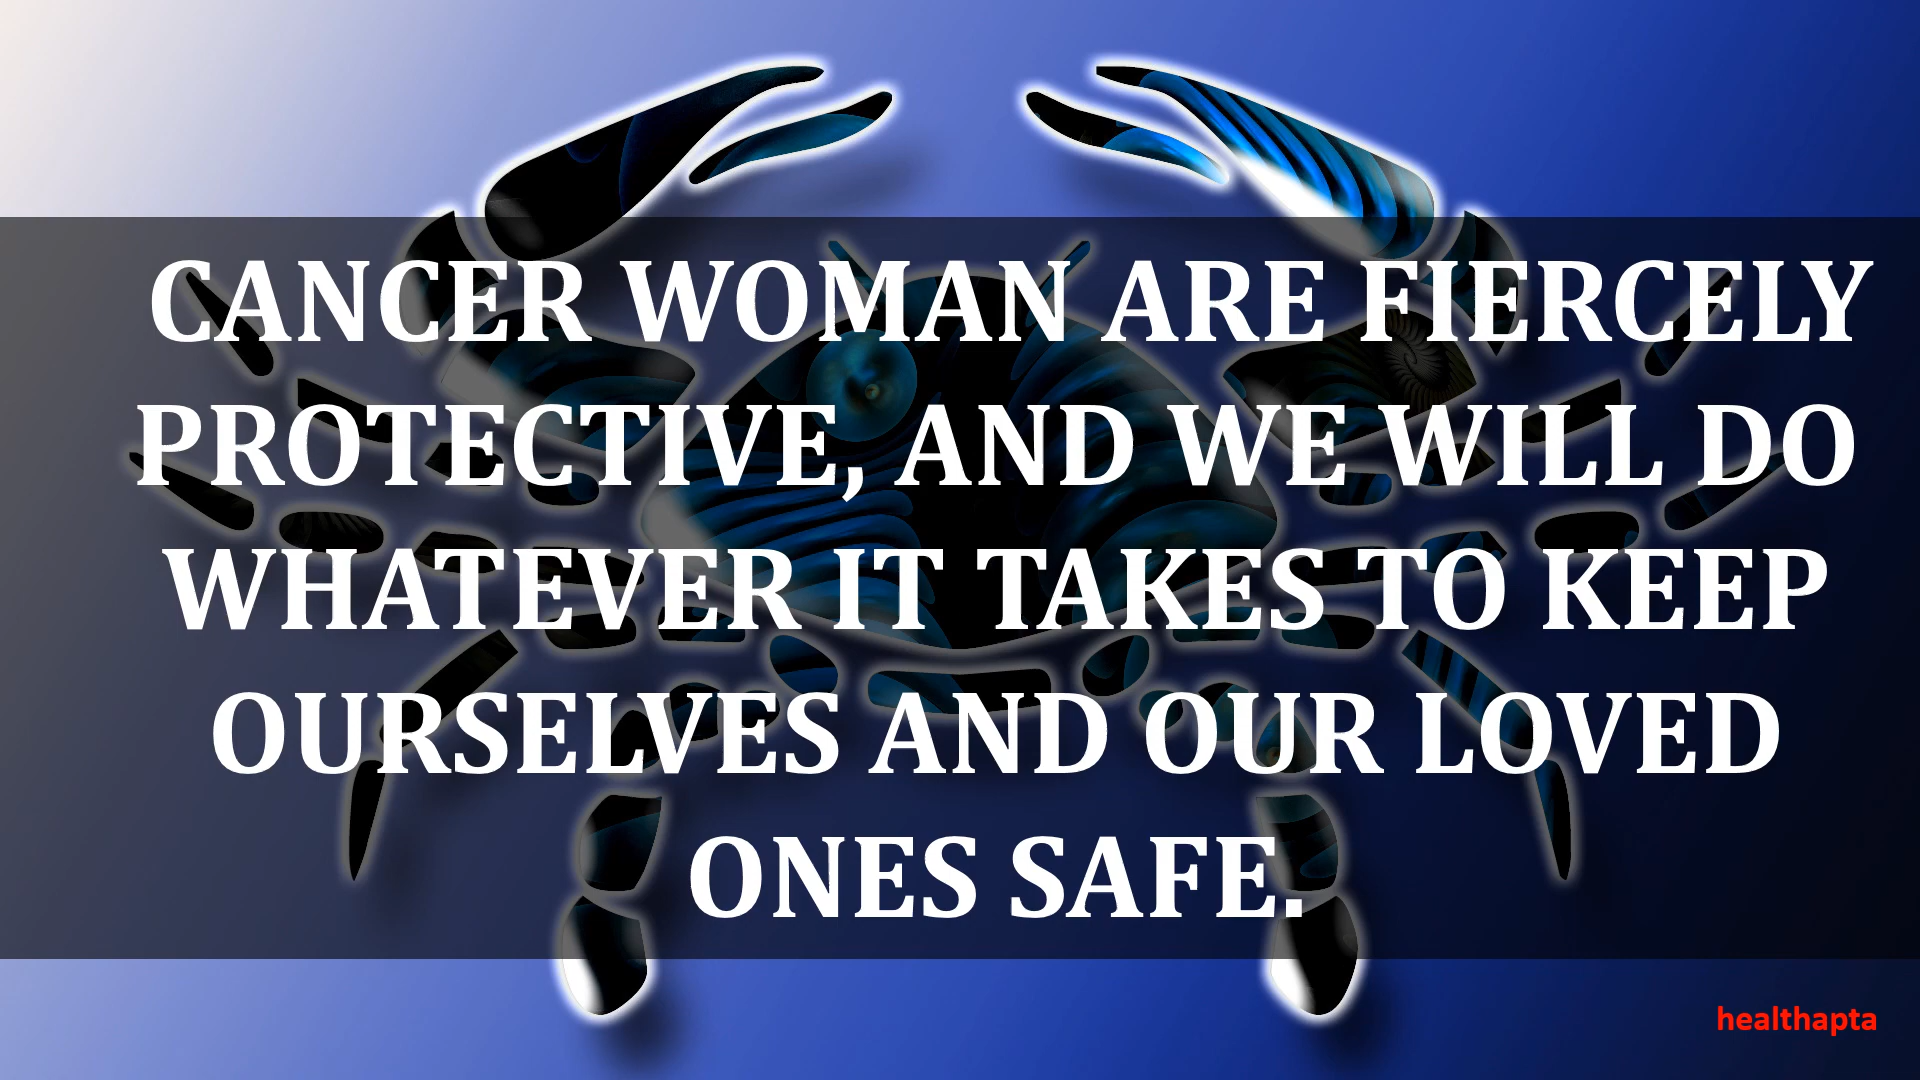 CANCER WOMAN ARE FIERCELY
PROTECTIVE, AND WE WILL DO
WHATEVER IT TAKES TO KEEP
OURSELVES AND OUR LOVED
ONES SAFE.
healthapta